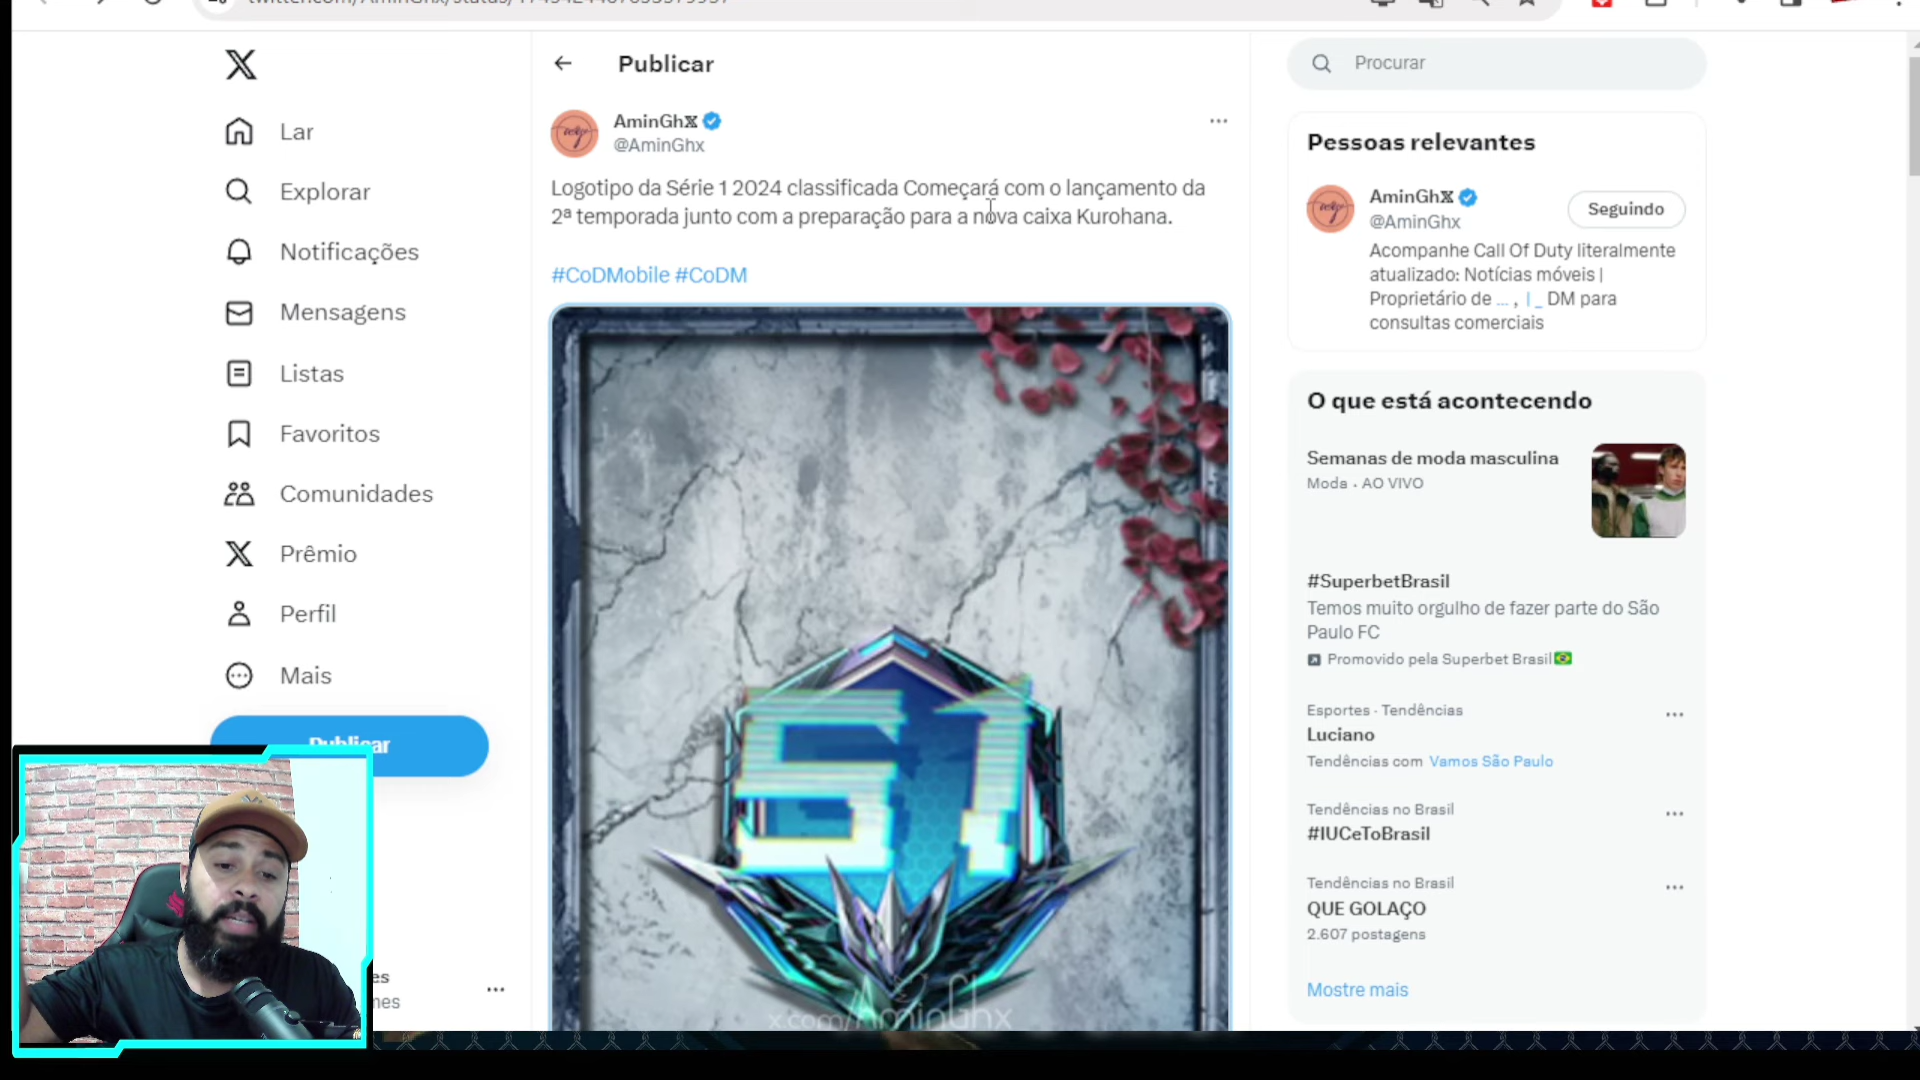 Publicar
AminGhX
@AminGhx
Logotipo da Série 1 2024 classificada Começará com o lançamento da
2ª temporada junto com a preparação para a nova caixa Kurohana.
#CoDMobile #CoDM
S1
x.com/AminGhx
Lar
Explorar
Notificações
Mensagens
Listas
Favoritos
Comunidades
Prêmio
Perfil
Mais
Publicar
es
nes
Procurar
Pessoas relevantes
AminGhX
@AminGhx
Seguindo
Acompanhe Call Of Duty literalmente
atualizado: Notícias móveis |
Proprietário de ... , | _ DM para
consultas comerciais
O que está acontecendo
Semanas de moda masculina
Moda · AO VIVO
#SuperbetBrasil
Temos muito orgulho de fazer parte do São
Paulo FC
Promovido pela Superbet Brasil
Esportes · Tendências
Luciano
Tendências com Vamos São Paulo
Tendências no Brasil
#IUCeToBrasil
Tendências no Brasil
QUE GOLAÇO
2.607 postagens
Mostre mais